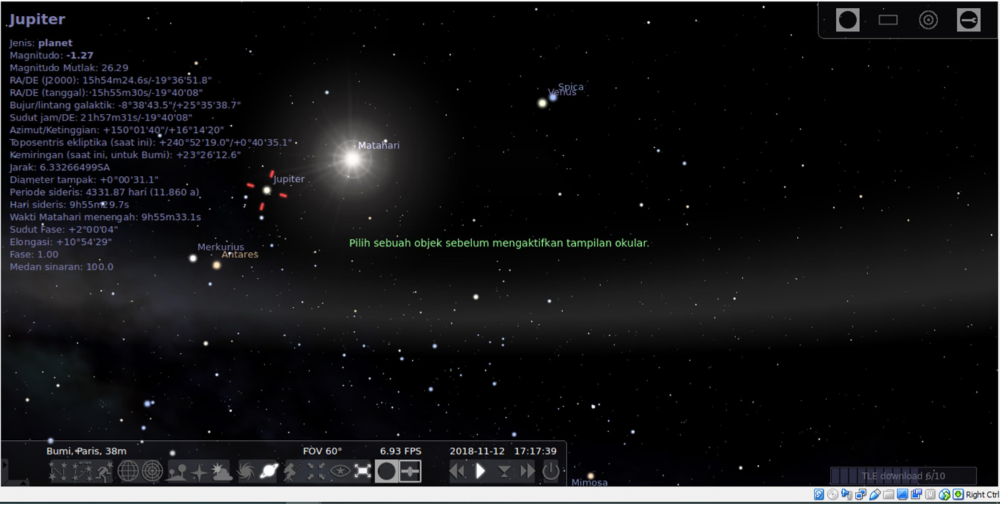 Jupiter
Jenis: planet
Magnitudo: -1.27
Magnitudo Mutlak: 26.29
RA/DE (J2000): 15h54m24.6s/-19°36'51.8"
RA/DE (tanggal): 15h55m30s/-19°40'08"
Bujur/lintang galaktik: -8°38'43.5"/+25°35'38.7"
Sudut jam/DE: 21h57m31s/-19°40'08"
Azimut/Ketinggian: +150°01'40"/+16°14'20"
Toposentris ekliptika (saat ini): +240°52'19.0"/+0°40'35.1"
Kemiringan (saat ini, untuk Bumi): +23°26'12.6"
Jarak: 6.33266499SA
Diameter tampak: +0°00'31.1"
Periode sideris: 4331.87 hari (11.860 a)
Hari sideris: 9h55m29.7s
Wakti Matahari menengah: 9h55m33.1s
Sudut Fase: +2°00'04"
Elongasi: +10°54'29"
Fase: 1.00
Medan sinaran: 100.0
Spica
Venus
Matahari
Jupiter
Merkurius
Antares
Pilih sebuah objek sebelum mengaktifkan tampilan okular.
Bumi, Paris, 38m FOV 60° 6.93 FPS 2018-11-12 17:17:39
Mimosa
TLE download 6/10
Right Ctrl